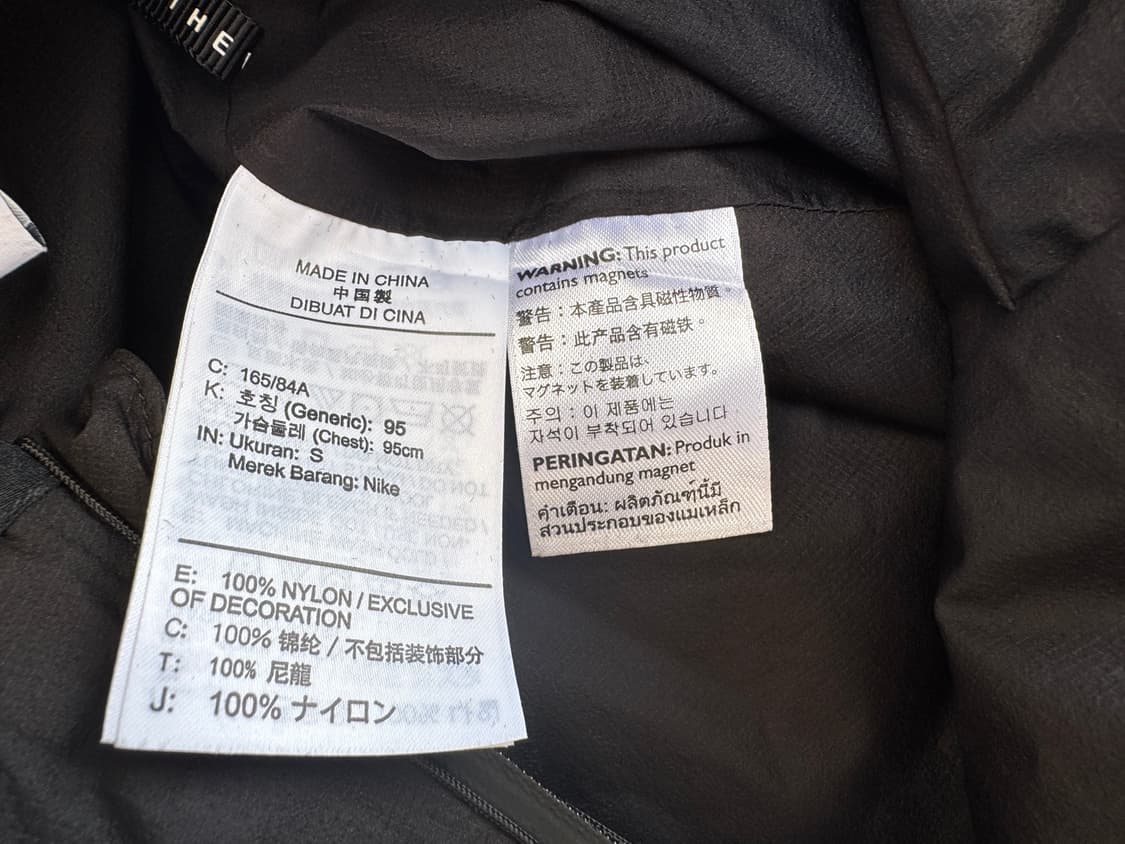 THE
MADE IN CHINA
中国製
DIBUAT DI CINA
C: 165/84A
K: 호칭 (Generic): 95
가슴둘레 (Chest): 95cm
IN: Ukuran: S
Merek Barang: Nike
E: 100% NYLON / EXCLUSIVE
OF DECORATION
C: 100% 锦纶 / 不包括装饰部分
T: 100% 尼龍
J: 100% ナイロン
WARNING: This product
contains magnets
警告：本產品含具磁性物質。
警告：此产品含有磁铁。
注意：この製品は、
マグネットを装着しています。
주의：이 제품에는
자석이 부착되어 있습니다
PERINGATAN: Produk in
mengandung magnet
คำเตือน: ผลิตภัณฑ์นี้มี
ส่วนประกอบของแม่เหล็ก